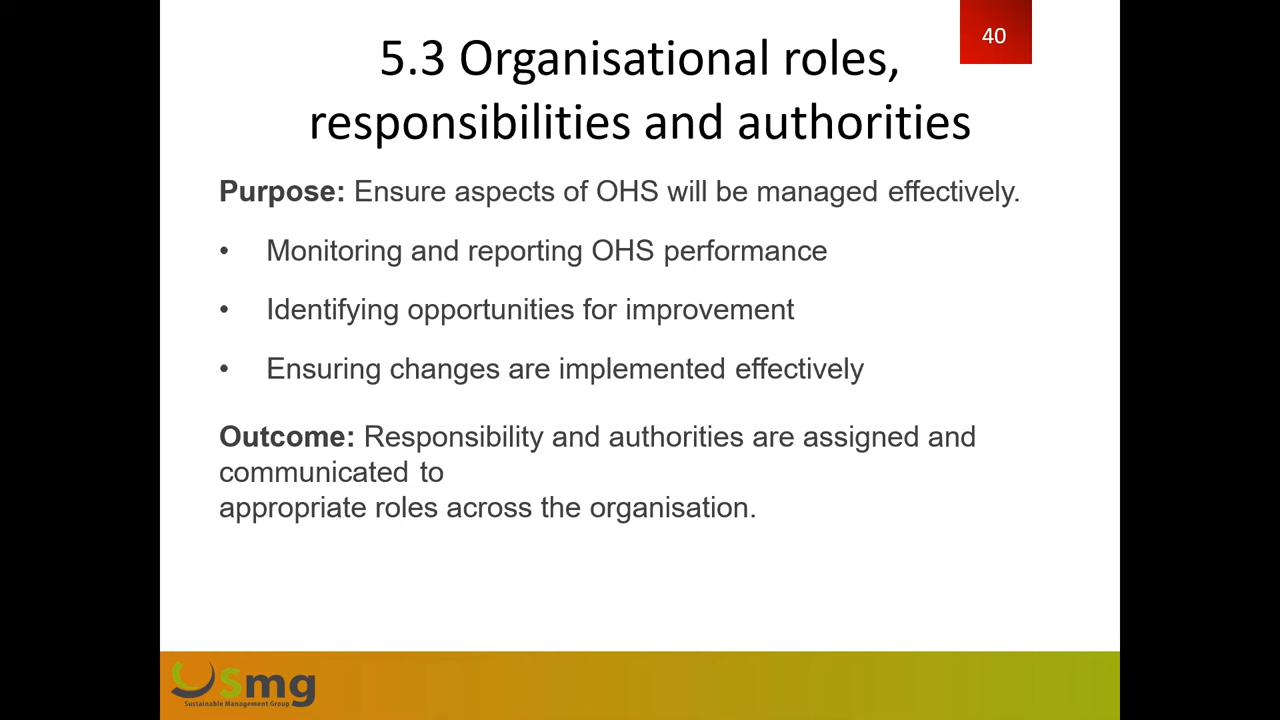 40
5.3 Organisational roles,
responsibilities and authorities
Purpose: Ensure aspects of OHS will be managed effectively.
• Monitoring and reporting OHS performance
• Identifying opportunities for improvement
• Ensuring changes are implemented effectively
Outcome: Responsibility and authorities are assigned and
communicated to
appropriate roles across the organisation.
Smg
Sustainable Management Group